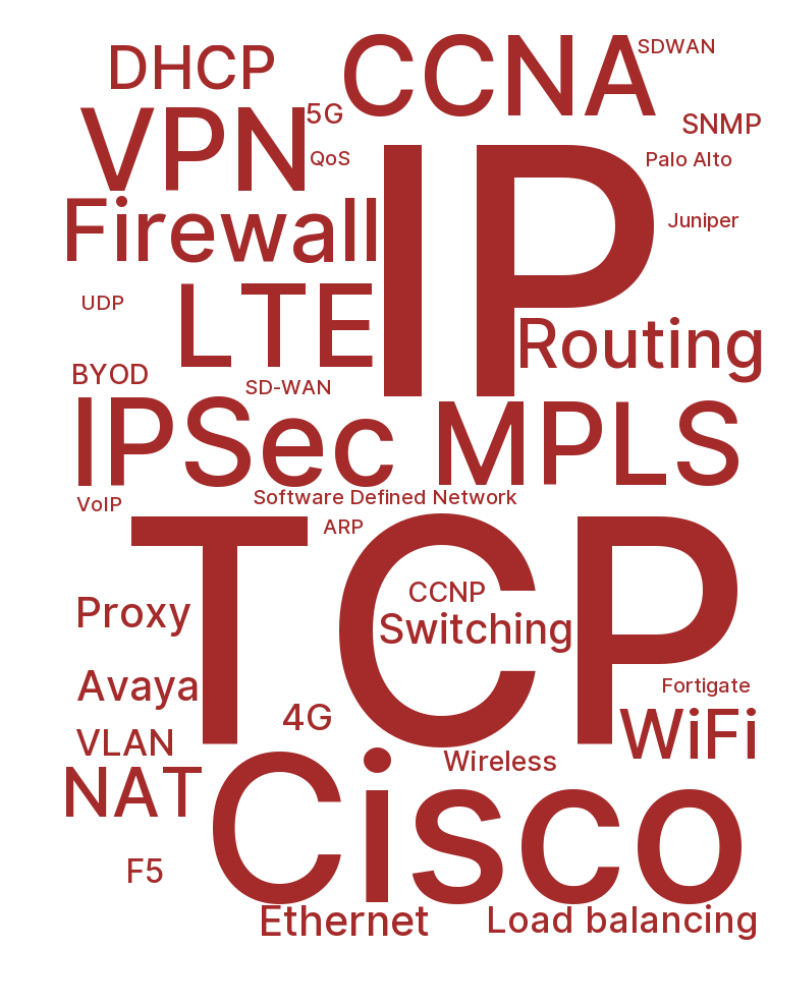 DHCP
CCNA
SDWAN
VPN
5G
SNMP
QoS
IP
Palo Alto
Firewall
Juniper
LTE
UDP
Routing
BYOD
SD-WAN
IPSec
MPLS
VoIP
Software Defined Network
TCP
ARP
CCNP
Proxy
Switching
Avaya
Fortigate
4G
WiFi
VLAN
Wireless
NAT
Cisco
F5
Ethernet
Load balancing